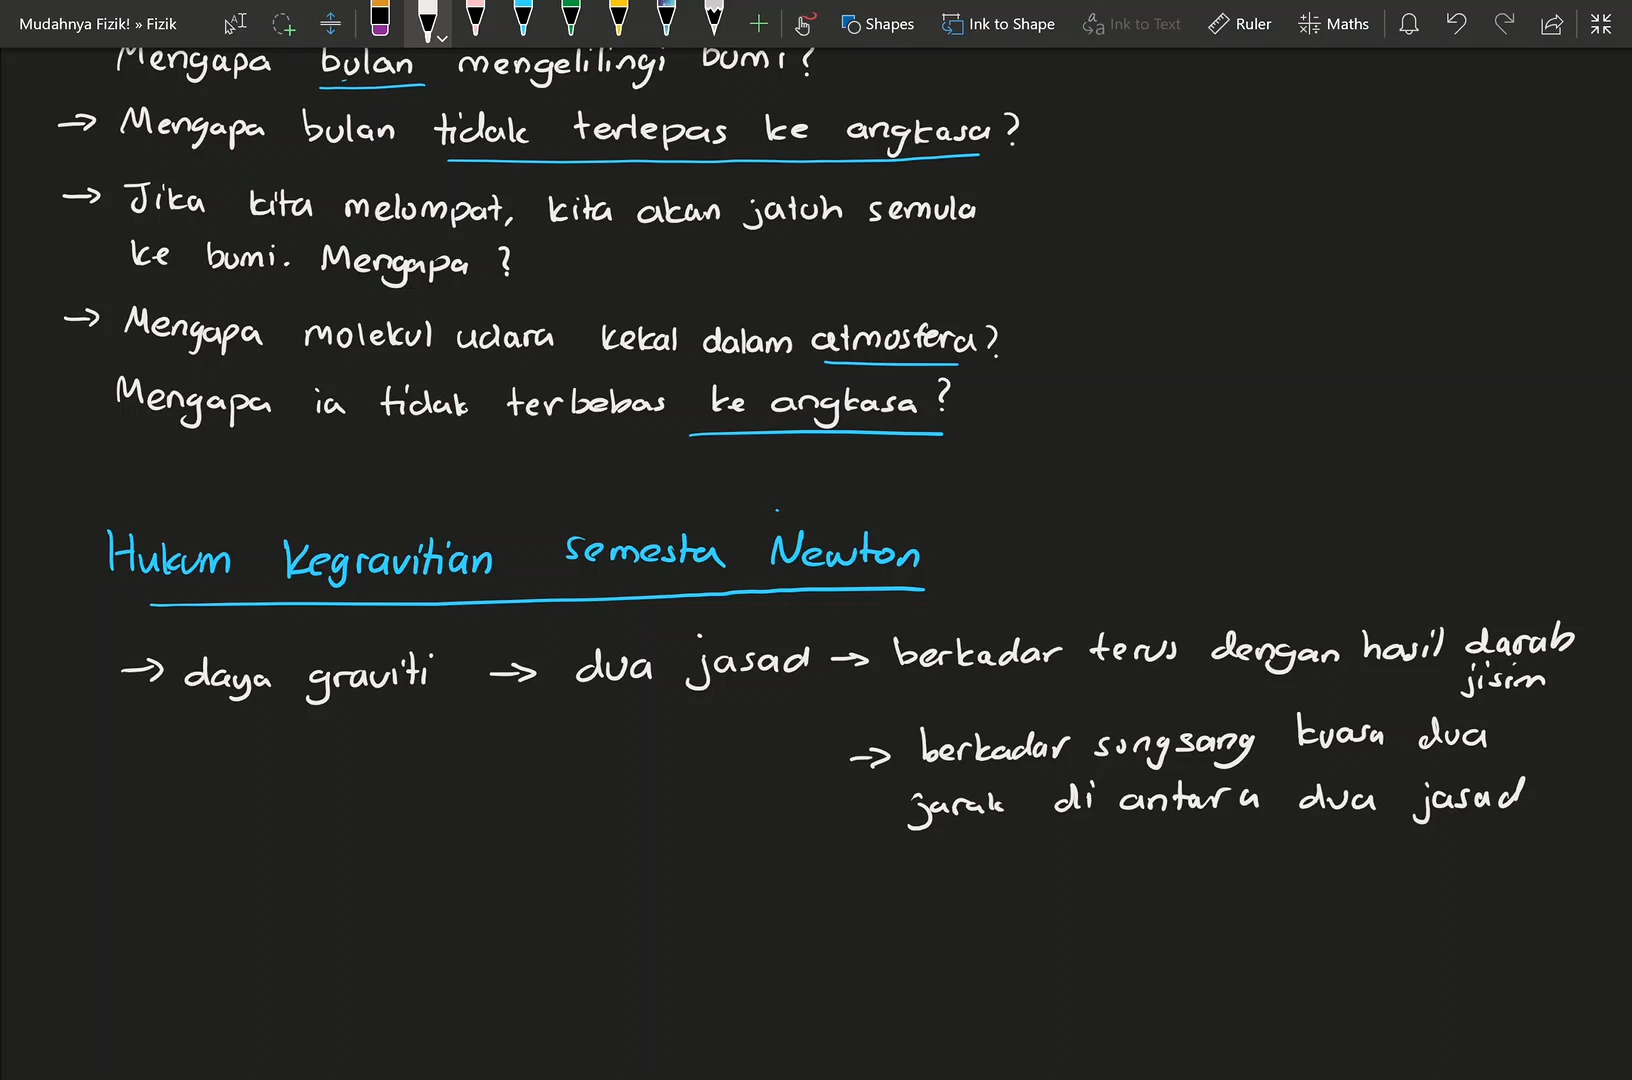 Mudahnya Fizik! » Fizik
Shapes
Ink to Shape
Ink to Text
Ruler
Maths
Mengapa bulan mengelilingi bumi?
→ Mengapa bulan tidak terlepas ke angkasa?
→ Jika kita melompat, kita akan jatuh semula
ke bumi. Mengapa?
→ Mengapa molekul udara kekal dalam atmosfera?
Mengapa ia tidak terbebas ke angkasa?
Hukum Kegravitian semesta Newton
→ daya graviti → dua jasad → berkadar terus dengan hasil darab
jisim
→ berkadar songsang kuasa dua
jarak di antara dua jasad